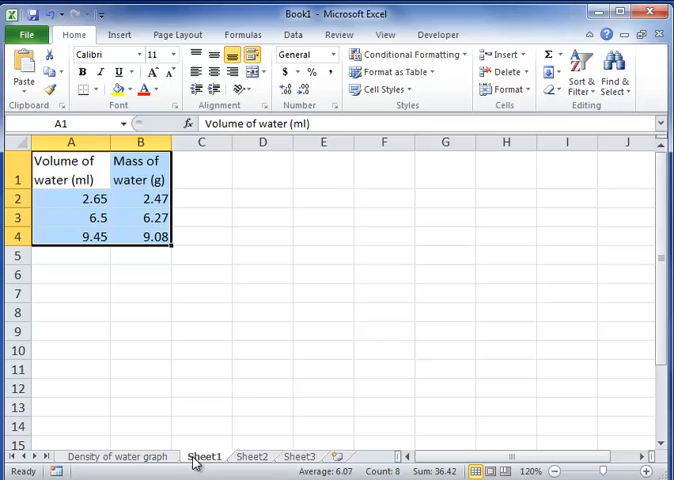 Book1 - Microsoft Excel
File Home Insert Page Layout Formulas Data Review View Developer
Paste
Calibri 11
B I U A A
General
$ % ,
Conditional Formatting
Format as Table
Cell Styles
Insert
Delete
Format
Σ
Sort & Filter
Find & Select
Clipboard Font Alignment Number Styles Cells Editing
A1 fx Volume of water (ml)
A B C D E F G H I J
1 Volume of water (ml) Mass of water (g)
2 2.65 2.47
3 6.5 6.27
4 9.45 9.08
5
6
7
8
9
10
11
12
13
14
15
Density of water graph Sheet1 Sheet2 Sheet3
Ready Average: 6.07 Count: 8 Sum: 36.42 120%